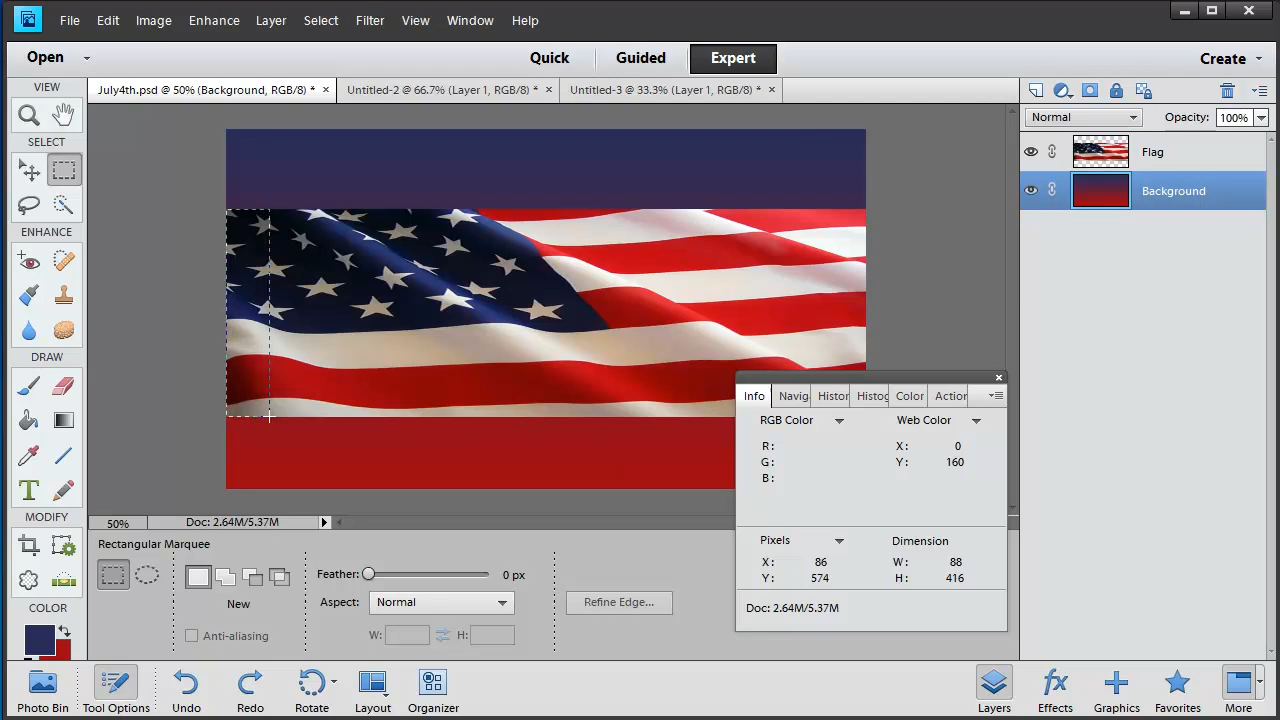 File Edit Image Enhance Layer Select Filter View Window Help
Open Quick Guided Expert Create
VIEW
July4th.psd @ 50% (Background, RGB/8) * × Untitled-2 @ 66.7% (Layer 1, RGB/8) * × Untitled-3 @ 33.3% (Layer 1, RGB/8) * ×
Normal Opacity: 100%
SELECT
Flag
Background
ENHANCE
DRAW
Info Navig Histor Histog Color Action
RGB Color Web Color
R: X: 0
G: Y: 160
B:
T
MODIFY
50% Doc: 2.64M/5.37M
Rectangular Marquee
Pixels Dimension
X: 86 W: 88
Y: 574 H: 416
Feather: 0 px
New
Aspect: Normal Refine Edge...
Doc: 2.64M/5.37M
COLOR
Anti-aliasing W: H:
Photo Bin Tool Options Undo Redo Rotate Layout Organizer Layers Effects Graphics Favorites More
fx